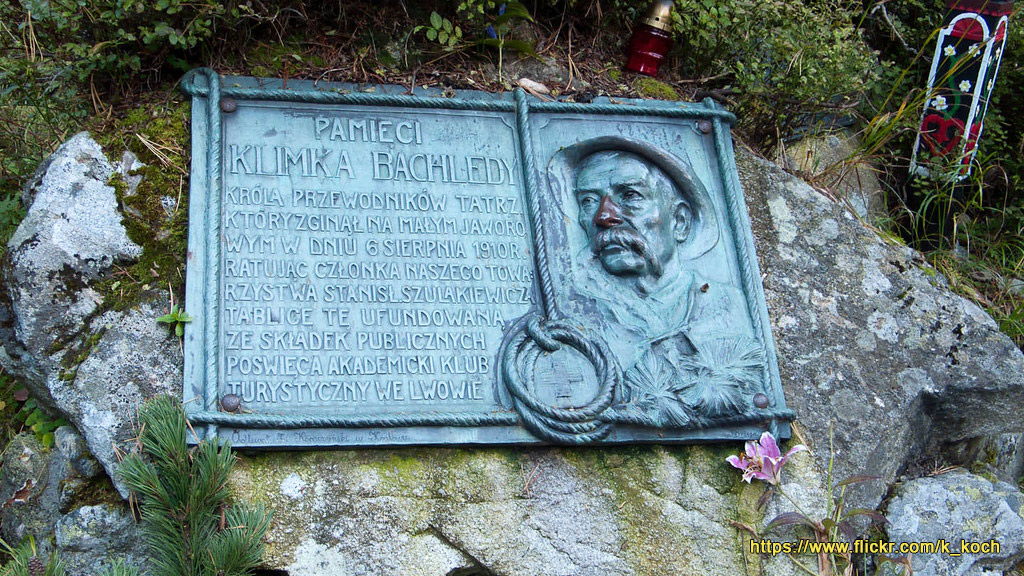 PAMIĘCI
KLIMKA BACHLEDY
KRÓLA PRZEWODNIKÓW TATRZ.
KTÓRY ZGINĄŁ NA MAŁYM JAWORO
WYM W DNIU 6 SIERPNIA 1910 R.
RATUJĄC CZŁONKA NASZEGO TOWA
RZYSTWA STANISŁ. SZULAKIEWICZ
TABLICĘ TĘ UFUNDOWANĄ
ZE SKŁADEK PUBLICZNYCH
POŚWIĘCA AKADEMICKI KLUB
TURYSTYCZNY WE LWOWIE
https://www.flickr.com/k_koch